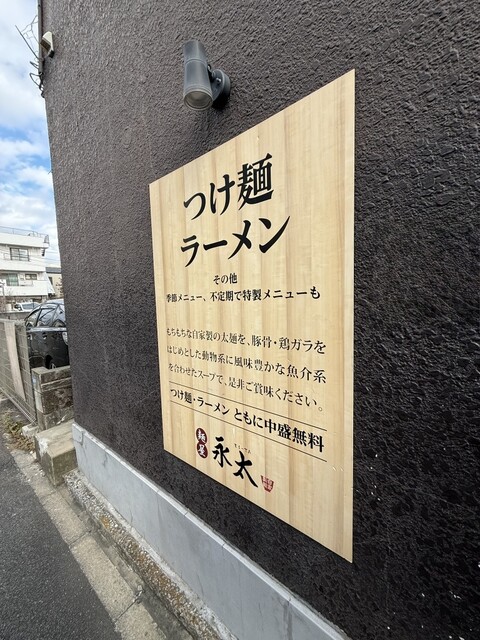 つけ麺
ラーメン
その他
季節メニュー、不定期で特製メニューも
もちもちな自家製の太麺を、豚骨・鶏ガラを
はじめとした動物系に風味豊かな魚介系
を合わせたスープで、是非ご賞味ください。
つけ麺・ラーメン ともに中盛無料
麺屋 永太